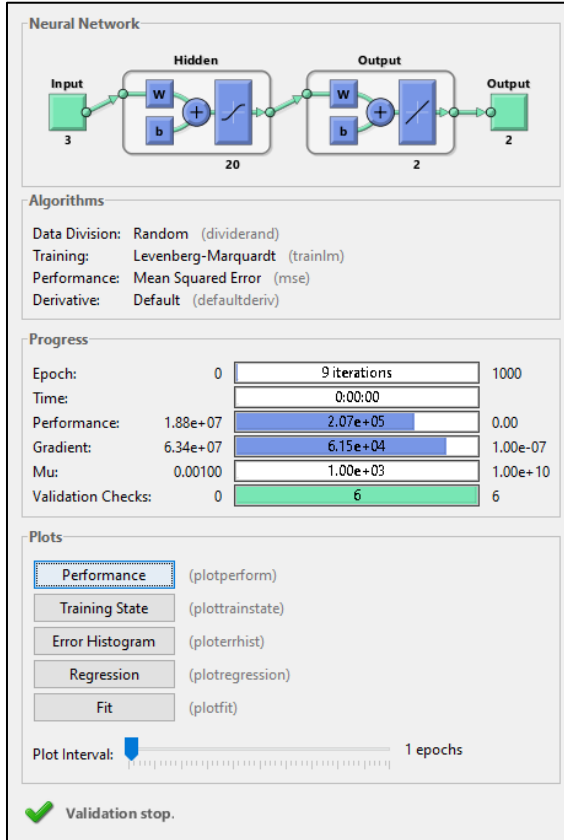 Neural Network
Hidden
Output
Input
W
b
+
W
b
+
Output
3
20
2
2
Algorithms
Data Division: Random (dividerand)
Training: Levenberg-Marquardt (trainlm)
Performance: Mean Squared Error (mse)
Derivative: Default (defaultderiv)
Progress
Epoch: 0 9 iterations 1000
Time: 0:00:00
Performance: 1.88e+07 2.07e+05 0.00
Gradient: 6.34e+07 6.15e+04 1.00e-07
Mu: 0.00100 1.00e+03 1.00e+10
Validation Checks: 0 6 6
Plots
Performance (plotperform)
Training State (plottrainstate)
Error Histogram (ploterrhist)
Regression (plotregression)
Fit (plotfit)
Plot Interval: 1 epochs
Validation stop.